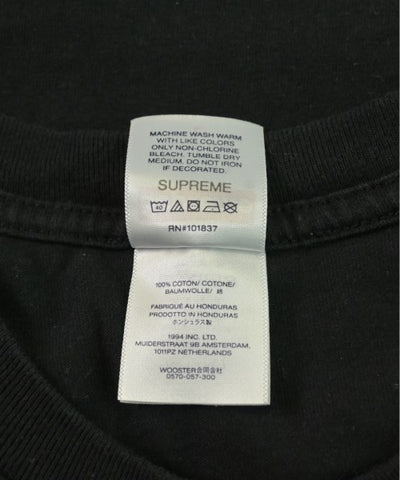 MACHINE WASH WARM
WITH LIKE COLORS
ONLY NON-CHLORINE
BLEACH. TUMBLE DRY
MEDIUM. DO NOT IRON
IF DECORATED.
SUPREME
40
RN#101837
100% COTON/ COTONE/
BAUMWOLLE/ 綿
FABRIQUÉ AU HONDURAS
PRODOTTO IN HONDURAS
ホンジュラス製
1994 INC. LTD.
MUIDERSTRAAT 9B AMSTERDAM,
1011PZ NETHERLANDS
WOOSTER合同会社
0570-057-300